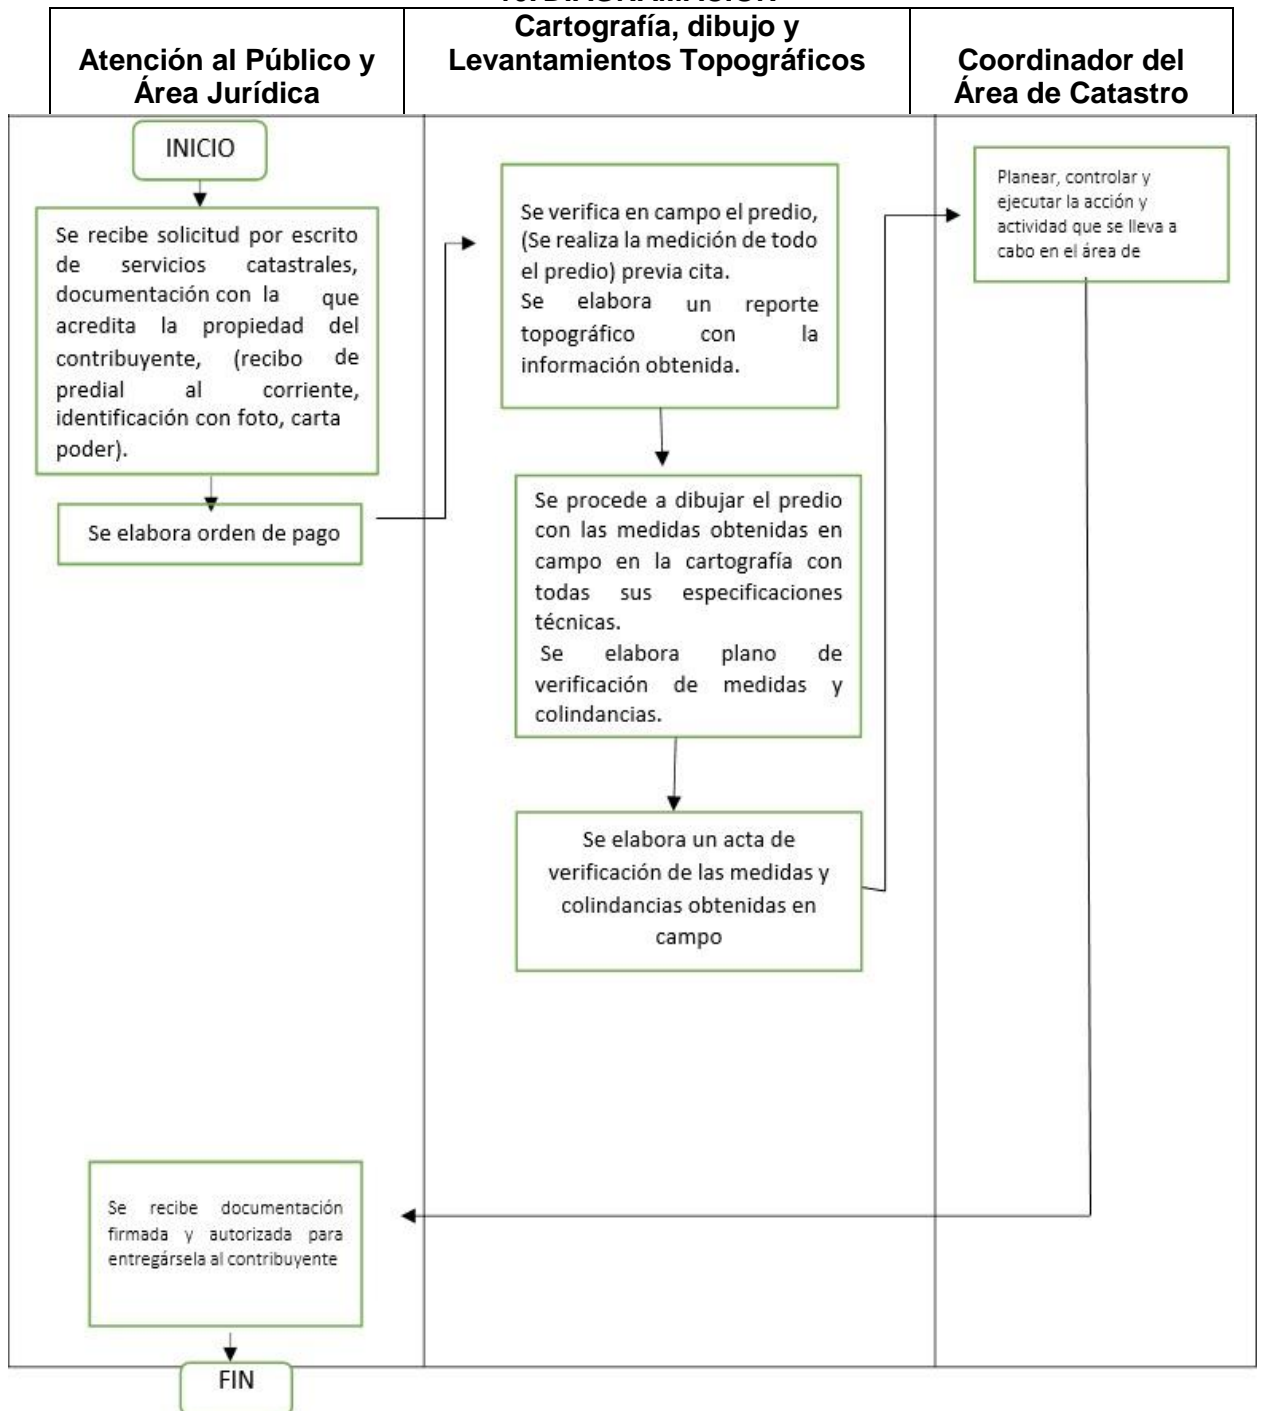 10. DIAGRAMACIÓN
Atención al Público y
Área Jurídica
Cartografía, dibujo y
Levantamientos Topográficos
Coordinador del
Área de Catastro
INICIO
Se recibe solicitud por escrito
de servicios catastrales,
documentación con la que
acredita la propiedad del
contribuyente, (recibo de
predial al corriente,
identificación con foto, carta
poder).
Se elabora orden de pago
Se verifica en campo el predio,
(Se realiza la medición de todo
el predio) previa cita.
Se elabora un reporte
topográfico con la
información obtenida.
Se procede a dibujar el predio
con las medidas obtenidas en
campo en la cartografía con
todas sus especificaciones
técnicas.
Se elabora plano de
verificación de medidas y
colindancias.
Se elabora un acta de
verificación de las medidas y
colindancias obtenidas en
campo
Planear, controlar y
ejecutar la acción y
actividad que se lleva a
cabo en el área de
Se recibe documentación
firmada y autorizada para
entregársela al contribuyente
FIN